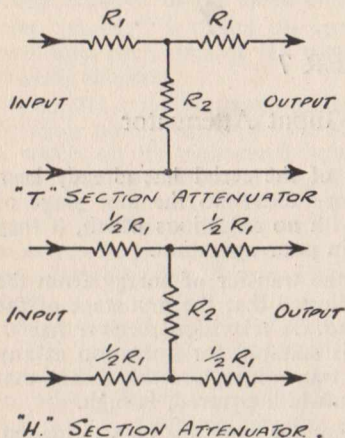 R1 R1
R2
INPUT OUTPUT
"T." SECTION ATTENUATOR
½R1 ½R1
R2
INPUT OUTPUT
½R1 ½R1
"H." SECTION ATTENUATOR.